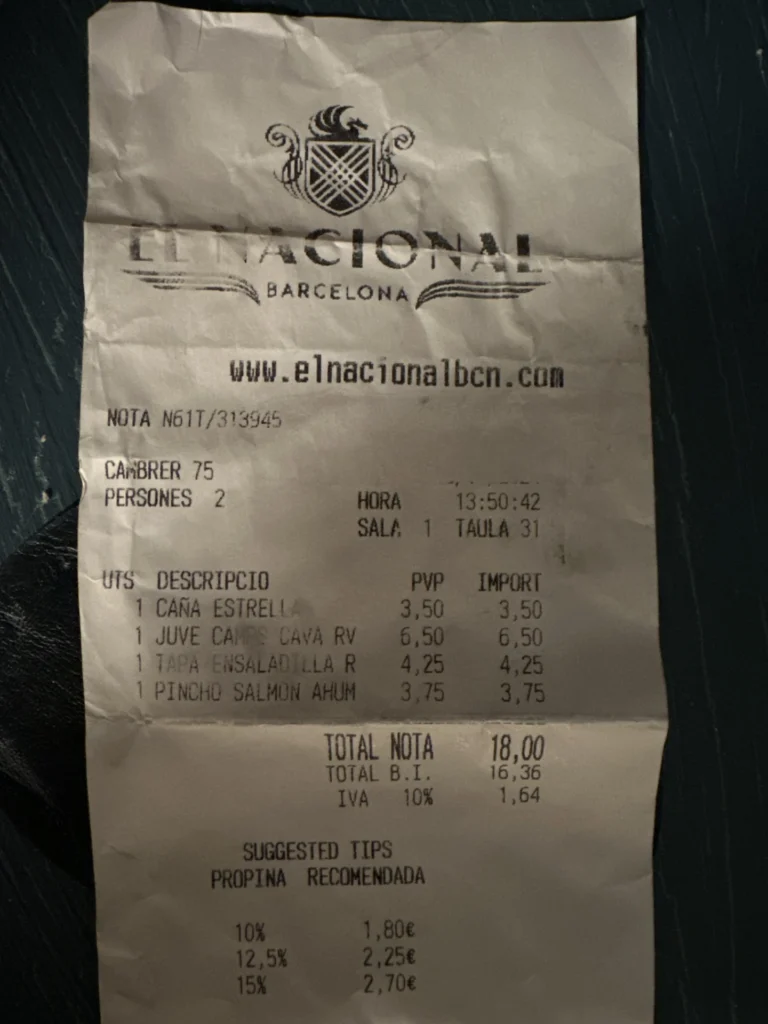 EL NACIONAL
BARCELONA
www.elnacionalbcn.com
NOTA N61T/313945
CAMBRER 75
PERSONES 2 HORA 13:50:42
SALA 1 TAULA 31
UTS DESCRIPCIO PVP IMPORT
1 CAÑA ESTRELLA 3,50 3,50
1 JUVE CAMPS CAVA RV 6,50 6,50
1 TAPA ENSALADILLA R 4,25 4,25
1 PINCHO SALMON AHUM 3,75 3,75
TOTAL NOTA 18,00
TOTAL B.I. 16,36
IVA 10% 1,64
SUGGESTED TIPS
PROPINA RECOMENDADA
10% 1,80€
12,5% 2,25€
15% 2,70€